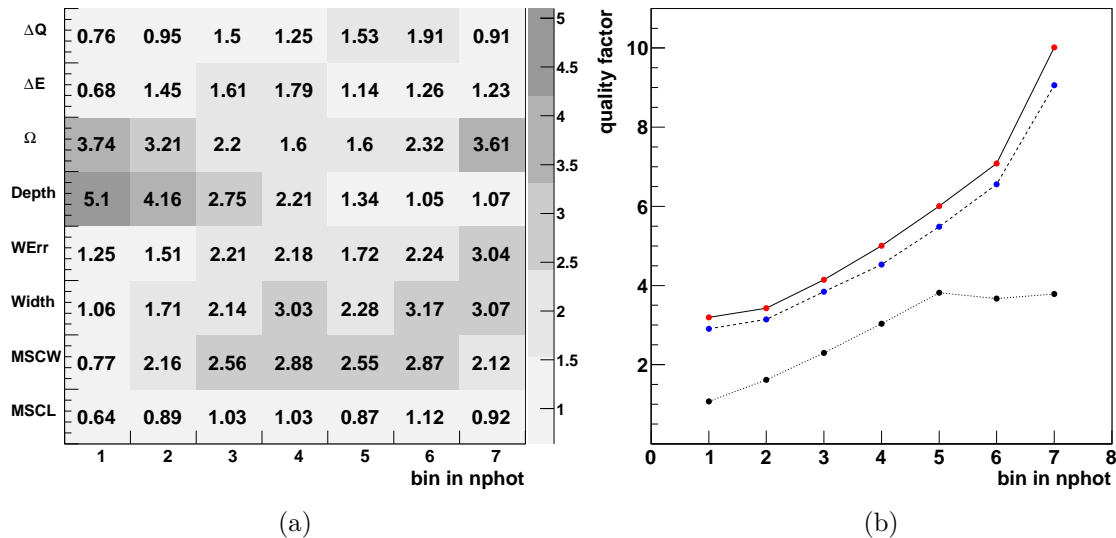 ΔQ 0.76 0.95 1.5 1.25 1.53 1.91 0.91
ΔE 0.68 1.45 1.61 1.79 1.14 1.26 1.23
Ω 3.74 3.21 2.2 1.6 1.6 2.32 3.61
Depth 5.1 4.16 2.75 2.21 1.34 1.05 1.07
WErr 1.25 1.51 2.21 2.18 1.72 2.24 3.04
Width 1.06 1.71 2.14 3.03 2.28 3.17 3.07
MSCW 0.77 2.16 2.56 2.88 2.55 2.87 2.12
MSCL 0.64 0.89 1.03 1.03 0.87 1.12 0.92
1 2 3 4 5 6 7
bin in nphot
5
4.5
4
3.5
3
2.5
2
1.5
1
(a)
quality factor
10
8
6
4
2
0 1 2 3 4 5 6 7 8
bin in nphot
(b)